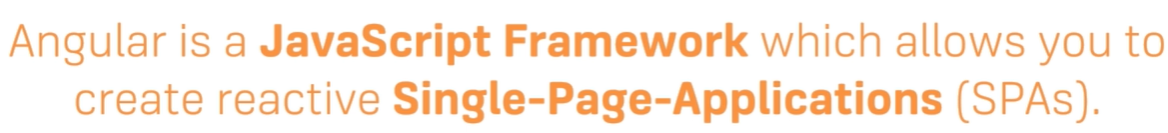 Angular is a JavaScript Framework which allows you to
create reactive Single-Page-Applications (SPAs).